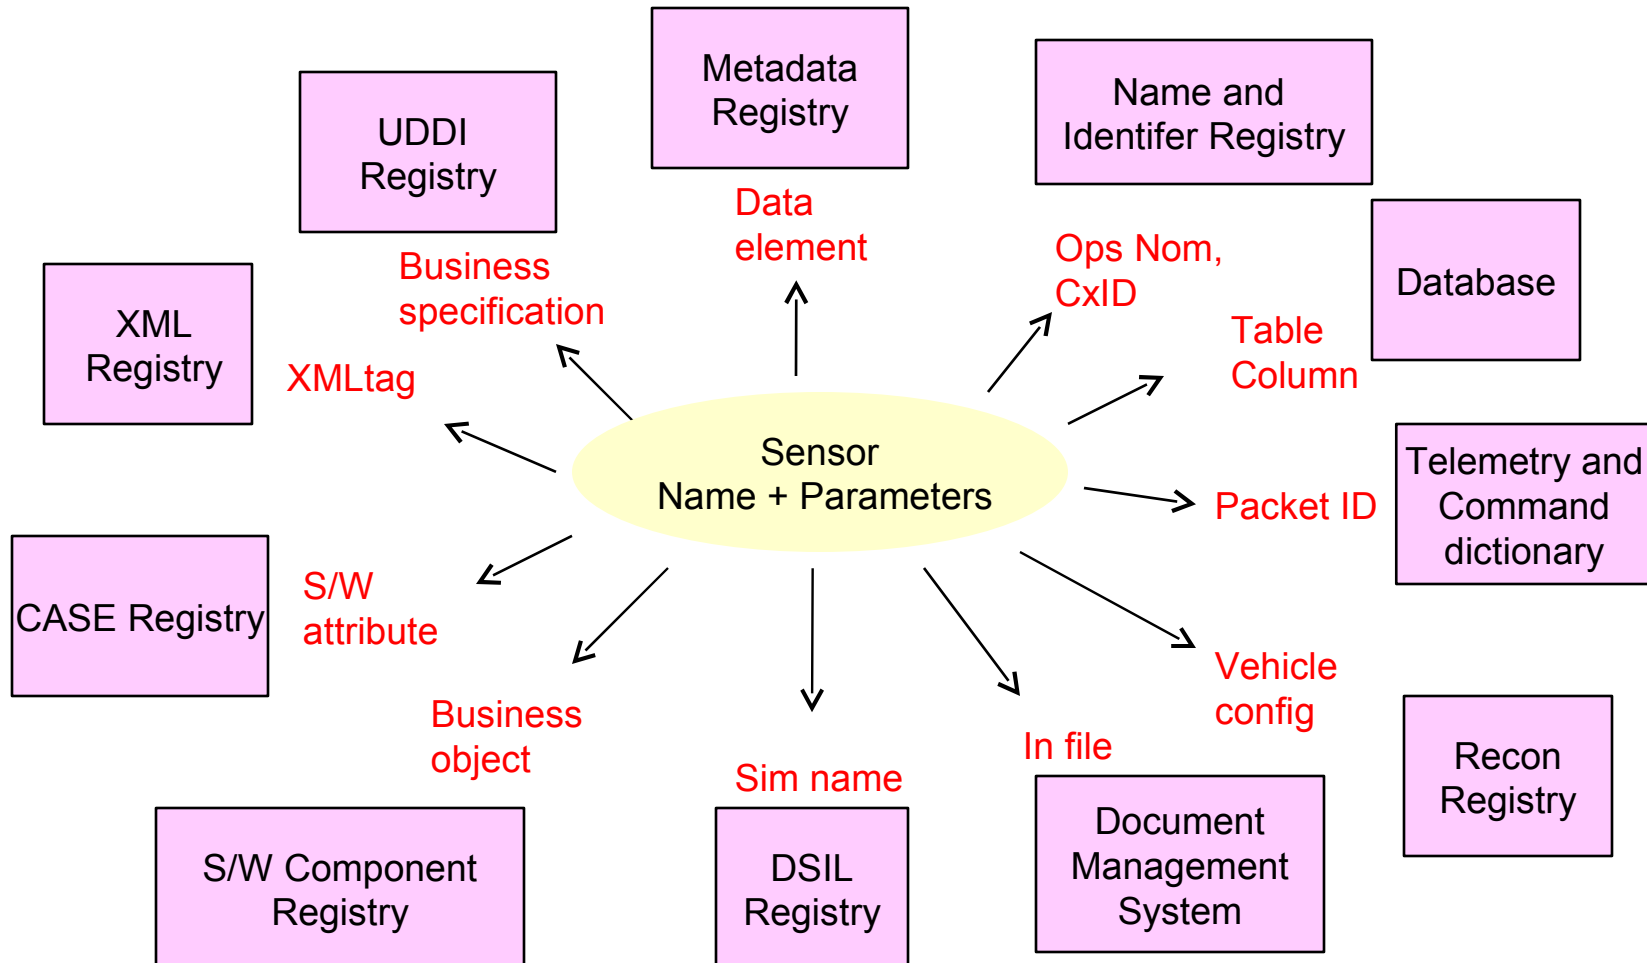 Metadata
Registry
Name and
Identifer Registry
UDDI
Registry
Data
element
Ops Nom,
CxID
Database
Business
specification
XML
Registry
XMLtag
Table
Column
Sensor
Name + Parameters
Telemetry and
Command
dictionary
Packet ID
CASE Registry
S/W
attribute
Vehicle
config
Business
object
Sim name
In file
Recon
Registry
S/W Component
Registry
DSIL
Registry
Document
Management
System